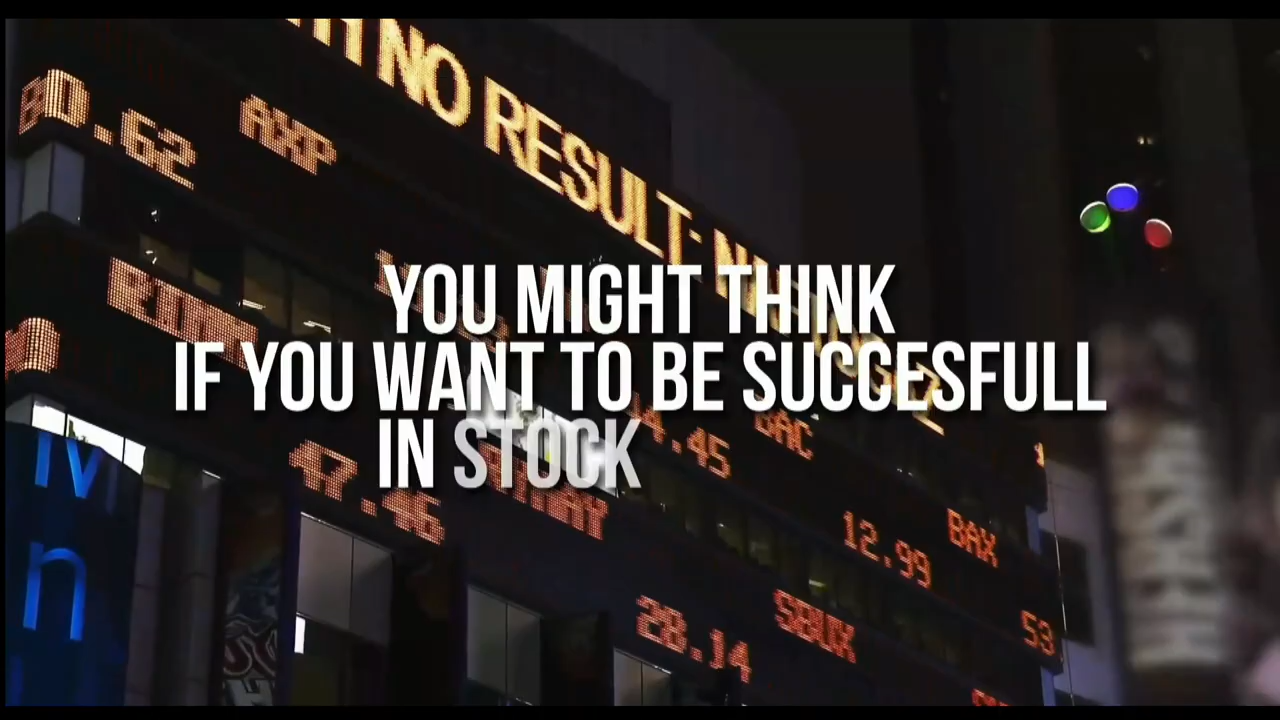 NO RESULT-
80.62 AXP
YOU MIGHT THINK
IF YOU WANT TO BE SUCCESFULL
IN STOCK
14.45 BAC
47.46
12.99 BAX
28.14 SBUX
53
n